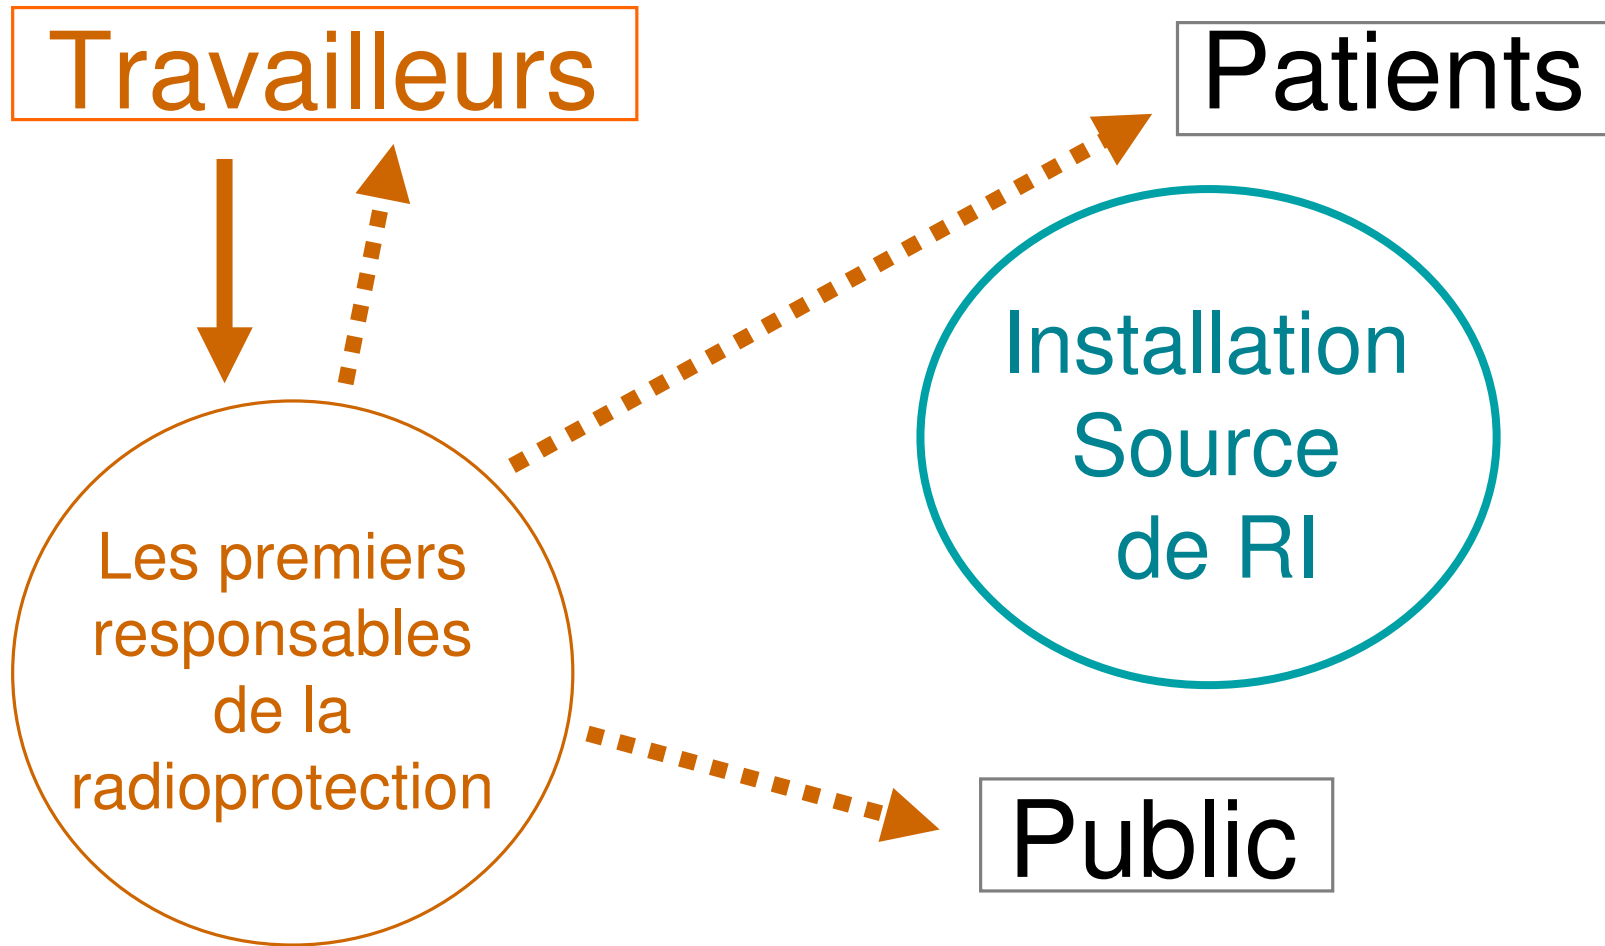 Travailleurs
Patients
Installation
Source
de RI
Les premiers
responsables
de la
radioprotection
Public